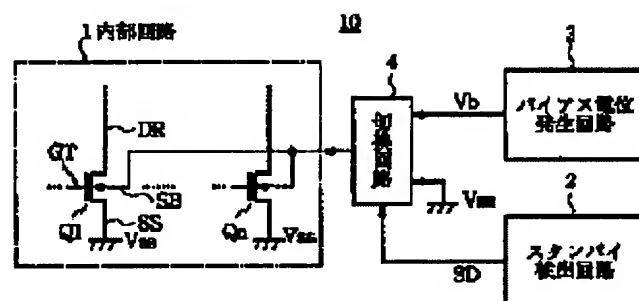 1 内部回路
10
3
4
Vb
バイアス電位
発生回路
DR
切換回路
GT
SB
Vss
2
Q1
SS
Qn
Vss
Vss
スタンバイ
検出回路
SD